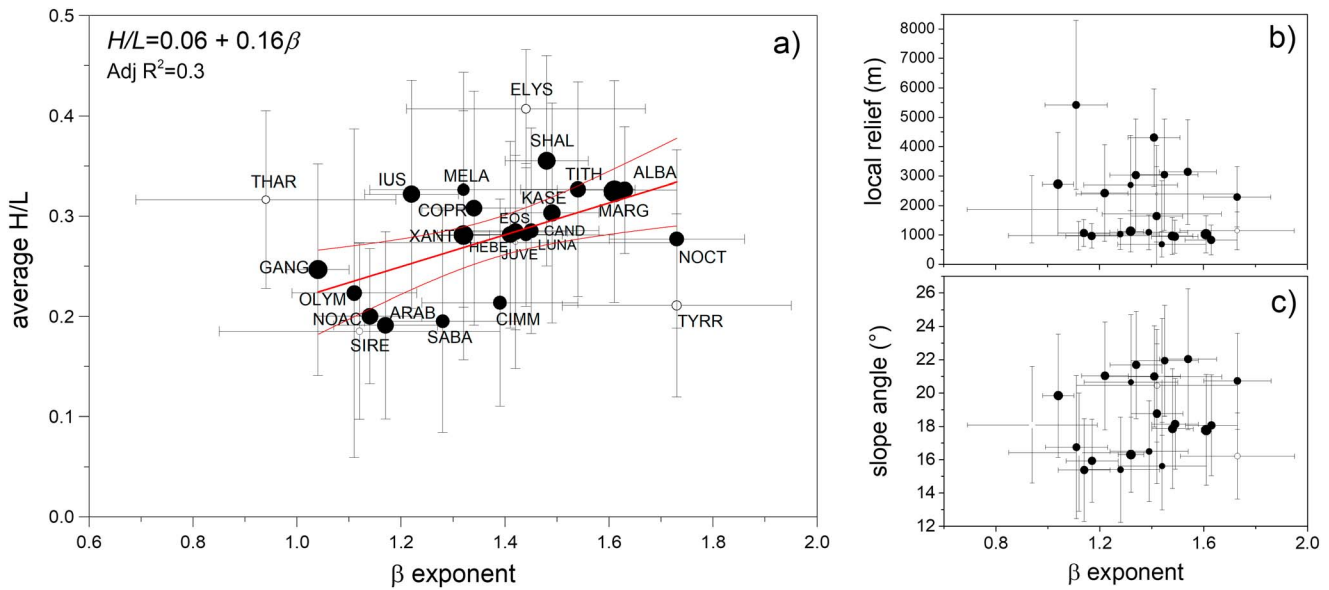 H/L=0.06 + 0.16β
Adj R²=0.3
a)
average H/L
0.5
0.4
0.3
0.2
0.1
0.0
0.6
0.8
1.0
1.2
1.4
1.6
1.8
2.0
β exponent
ELYS
SHAL
THAR
IUS
MELA
TITH
ALBA
KASE
COPR
MARG
EOS
XANT
CAND
HEBE
LUNA
JUVE
NOCT
GANG
OLYM
NOAC
ARAB
CIMM
TYRR
SABA
SIRE
b)
local relief (m)
8000
7000
6000
5000
4000
3000
2000
1000
0
c)
slope angle (°)
26
24
22
20
18
16
14
12
0.8
1.2
1.6
2.0
β exponent